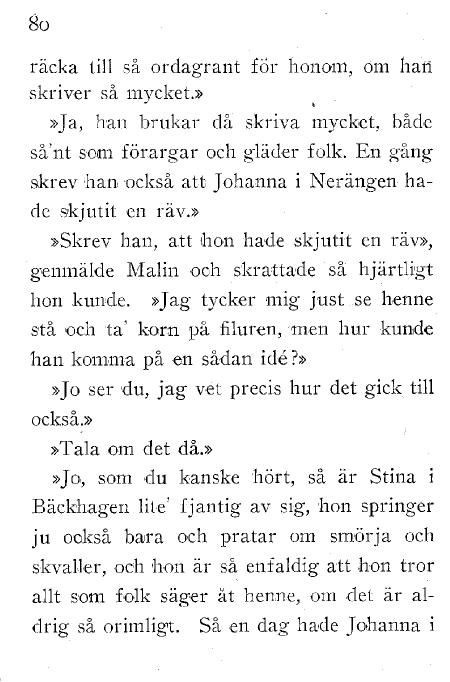 80
räcka till så ordagrant för honom, om han
skriver så mycket.»
»Ja, han brukar då skriva mycket, både
så'nt som förargar och gläder folk. En gång
skrev han också att Johanna i Nerängen ha-
de skjutit en räv.»
»Skrev han, att hon hade skjutit en räv»,
genmälde Malin och skrattade så hjärtligt
hon kunde. »Jag tycker mig just se henne
stå och ta' korn på filuren, men hur kunde
han komma på en sådan idé?»
»Jo ser du, jag vet precis hur det gick till
också.»
»Tala om det då.»
»Jo, som du kanske hört, så är Stina i
Bäckhagen lite' fjantig av sig, hon springer
ju också bara och pratar om smörja och
skvaller, och hon är så enfaldig att hon tror
allt som folk säger åt henne, om det är al-
drig så orimligt. Så en dag hade Johanna i